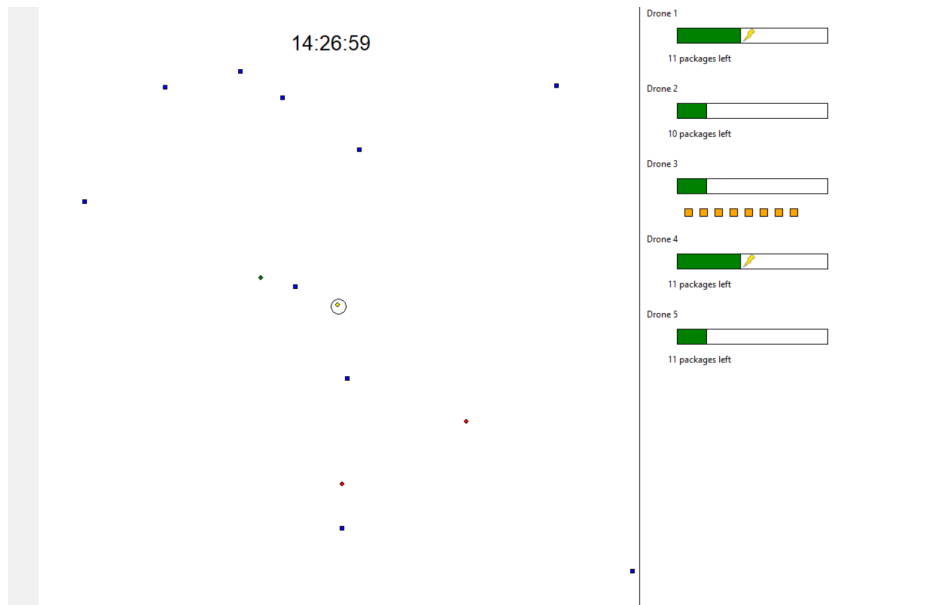 14:26:59
Drone 1
11 packages left
Drone 2
10 packages left
Drone 3
Drone 4
11 packages left
Drone 5
11 packages left